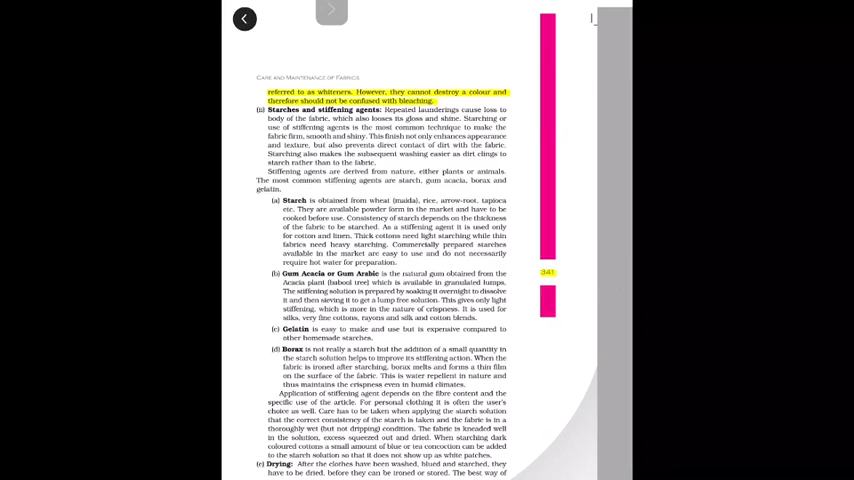 CARE AND MAINTENANCE OF FABRICS
referred to as whiteners. However, they cannot destroy a colour and
therefore should not be confused with bleaching.
(ii) Starches and stiffening agents: Repeated launderings cause loss to
body of the fabric, which also looses its gloss and shine. Starching or
use of stiffening agents is the most common technique to make the
fabric firm, smooth and shiny. This finish not only enhances appearance
and texture, but also prevents direct contact of dirt with the fabric.
Starching also makes the subsequent washing easier as dirt clings to
starch rather than to the fabric.
Stiffening agents are derived from nature, either plants or animals.
The most common stiffening agents are starch, gum acacia, borax and
gelatin.
(a) Starch is obtained from wheat (maida), rice, arrow-root, tapioca
etc. They are available powder form in the market and have to be
cooked before use. Consistency of starch depends on the thickness
of the fabric to be starched. As a stiffening agent it is used only
for cotton and linen. Thick cottons need light starching while thin
fabrics need heavy starching. Commercially prepared starches
available in the market are easy to use and do not necessarily
require hot water for preparation.
(b) Gum Acacia or Gum Arabic is the natural gum obtained from the
Acacia plant (babool tree) which is available in granulated lumps.
The stiffening solution is prepared by soaking it overnight to dissolve
it and then sieving it to get a lump free solution. This gives only light
stiffening, which is more in the nature of crispness. It is used for
silks, very fine cottons, rayons and silk and cotton blends.
341
(c) Gelatin is easy to make and use but is expensive compared to
other homemade starches.
(d) Borax is not really a starch but the addition of a small quantity in
the starch solution helps to improve its stiffening action. When the
fabric is ironed after starching, borax melts and forms a thin film
on the surface of the fabric. This is water repellent in nature and
thus maintains the crispness even in humid climates.
Application of stiffening agent depends on the fibre content and the
specific use of the article. For personal clothing it is often the user's
choice as well. Care has to be taken when applying the starch solution
that the correct consistency of the starch is taken and the fabric is in a
thoroughly wet (but not dripping) condition. The fabric is kneaded well
in the solution, excess squeezed out and dried. When starching dark
coloured cottons a small amount of blue or tea concoction can be added
to the starch solution so that it does not show up as white patches.
(c) Drying: After the clothes have been washed, blued and starched, they
have to be dried, before they can be ironed or stored. The best way of